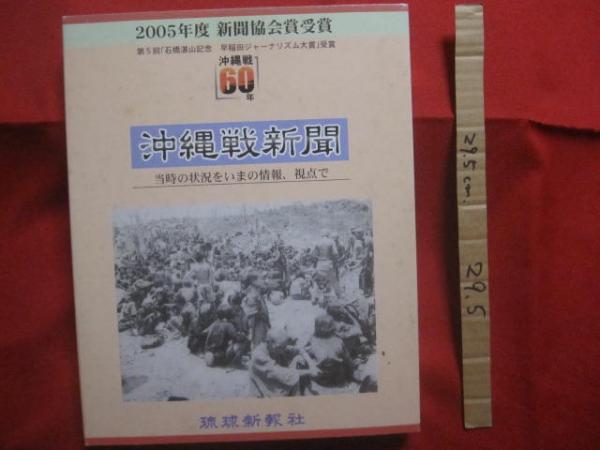 2005年度 新聞協会賞受賞
第5回「石橋湛山記念 早稲田ジャーナリズム大賞」受賞
沖縄戦
60年
沖縄戦新聞
当時の状況をいまの情報、視点で
琉球新報社
29.5cm.
29.5